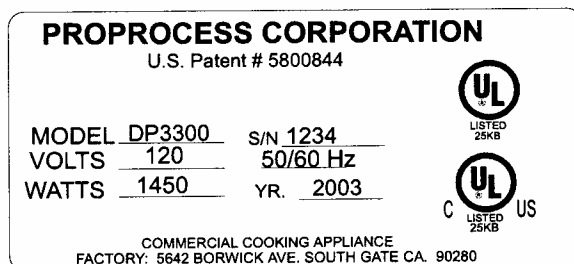 PROPROCESS CORPORATION
U.S. Patent # 5800844
UL
LISTED
25KB
MODEL DP3300 S/N 1234
VOLTS 120 50/60 Hz
WATTS 1450 YR. 2003
C UL US
LISTED
25KB
COMMERCIAL COOKING APPLIANCE
FACTORY: 5642 BORWICK AVE. SOUTH GATE CA. 90280